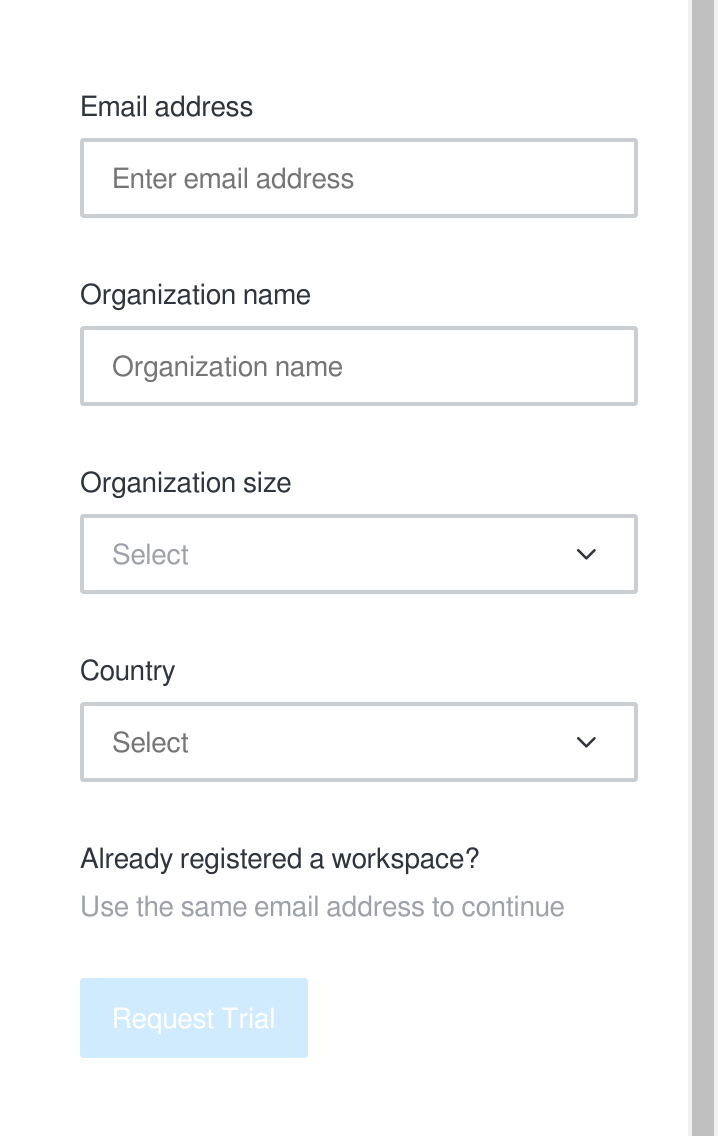 Email address
Enter email address
Organization name
Organization name
Organization size
Select
Country
Select
Already registered a workspace?
Use the same email address to continue
Request Trial